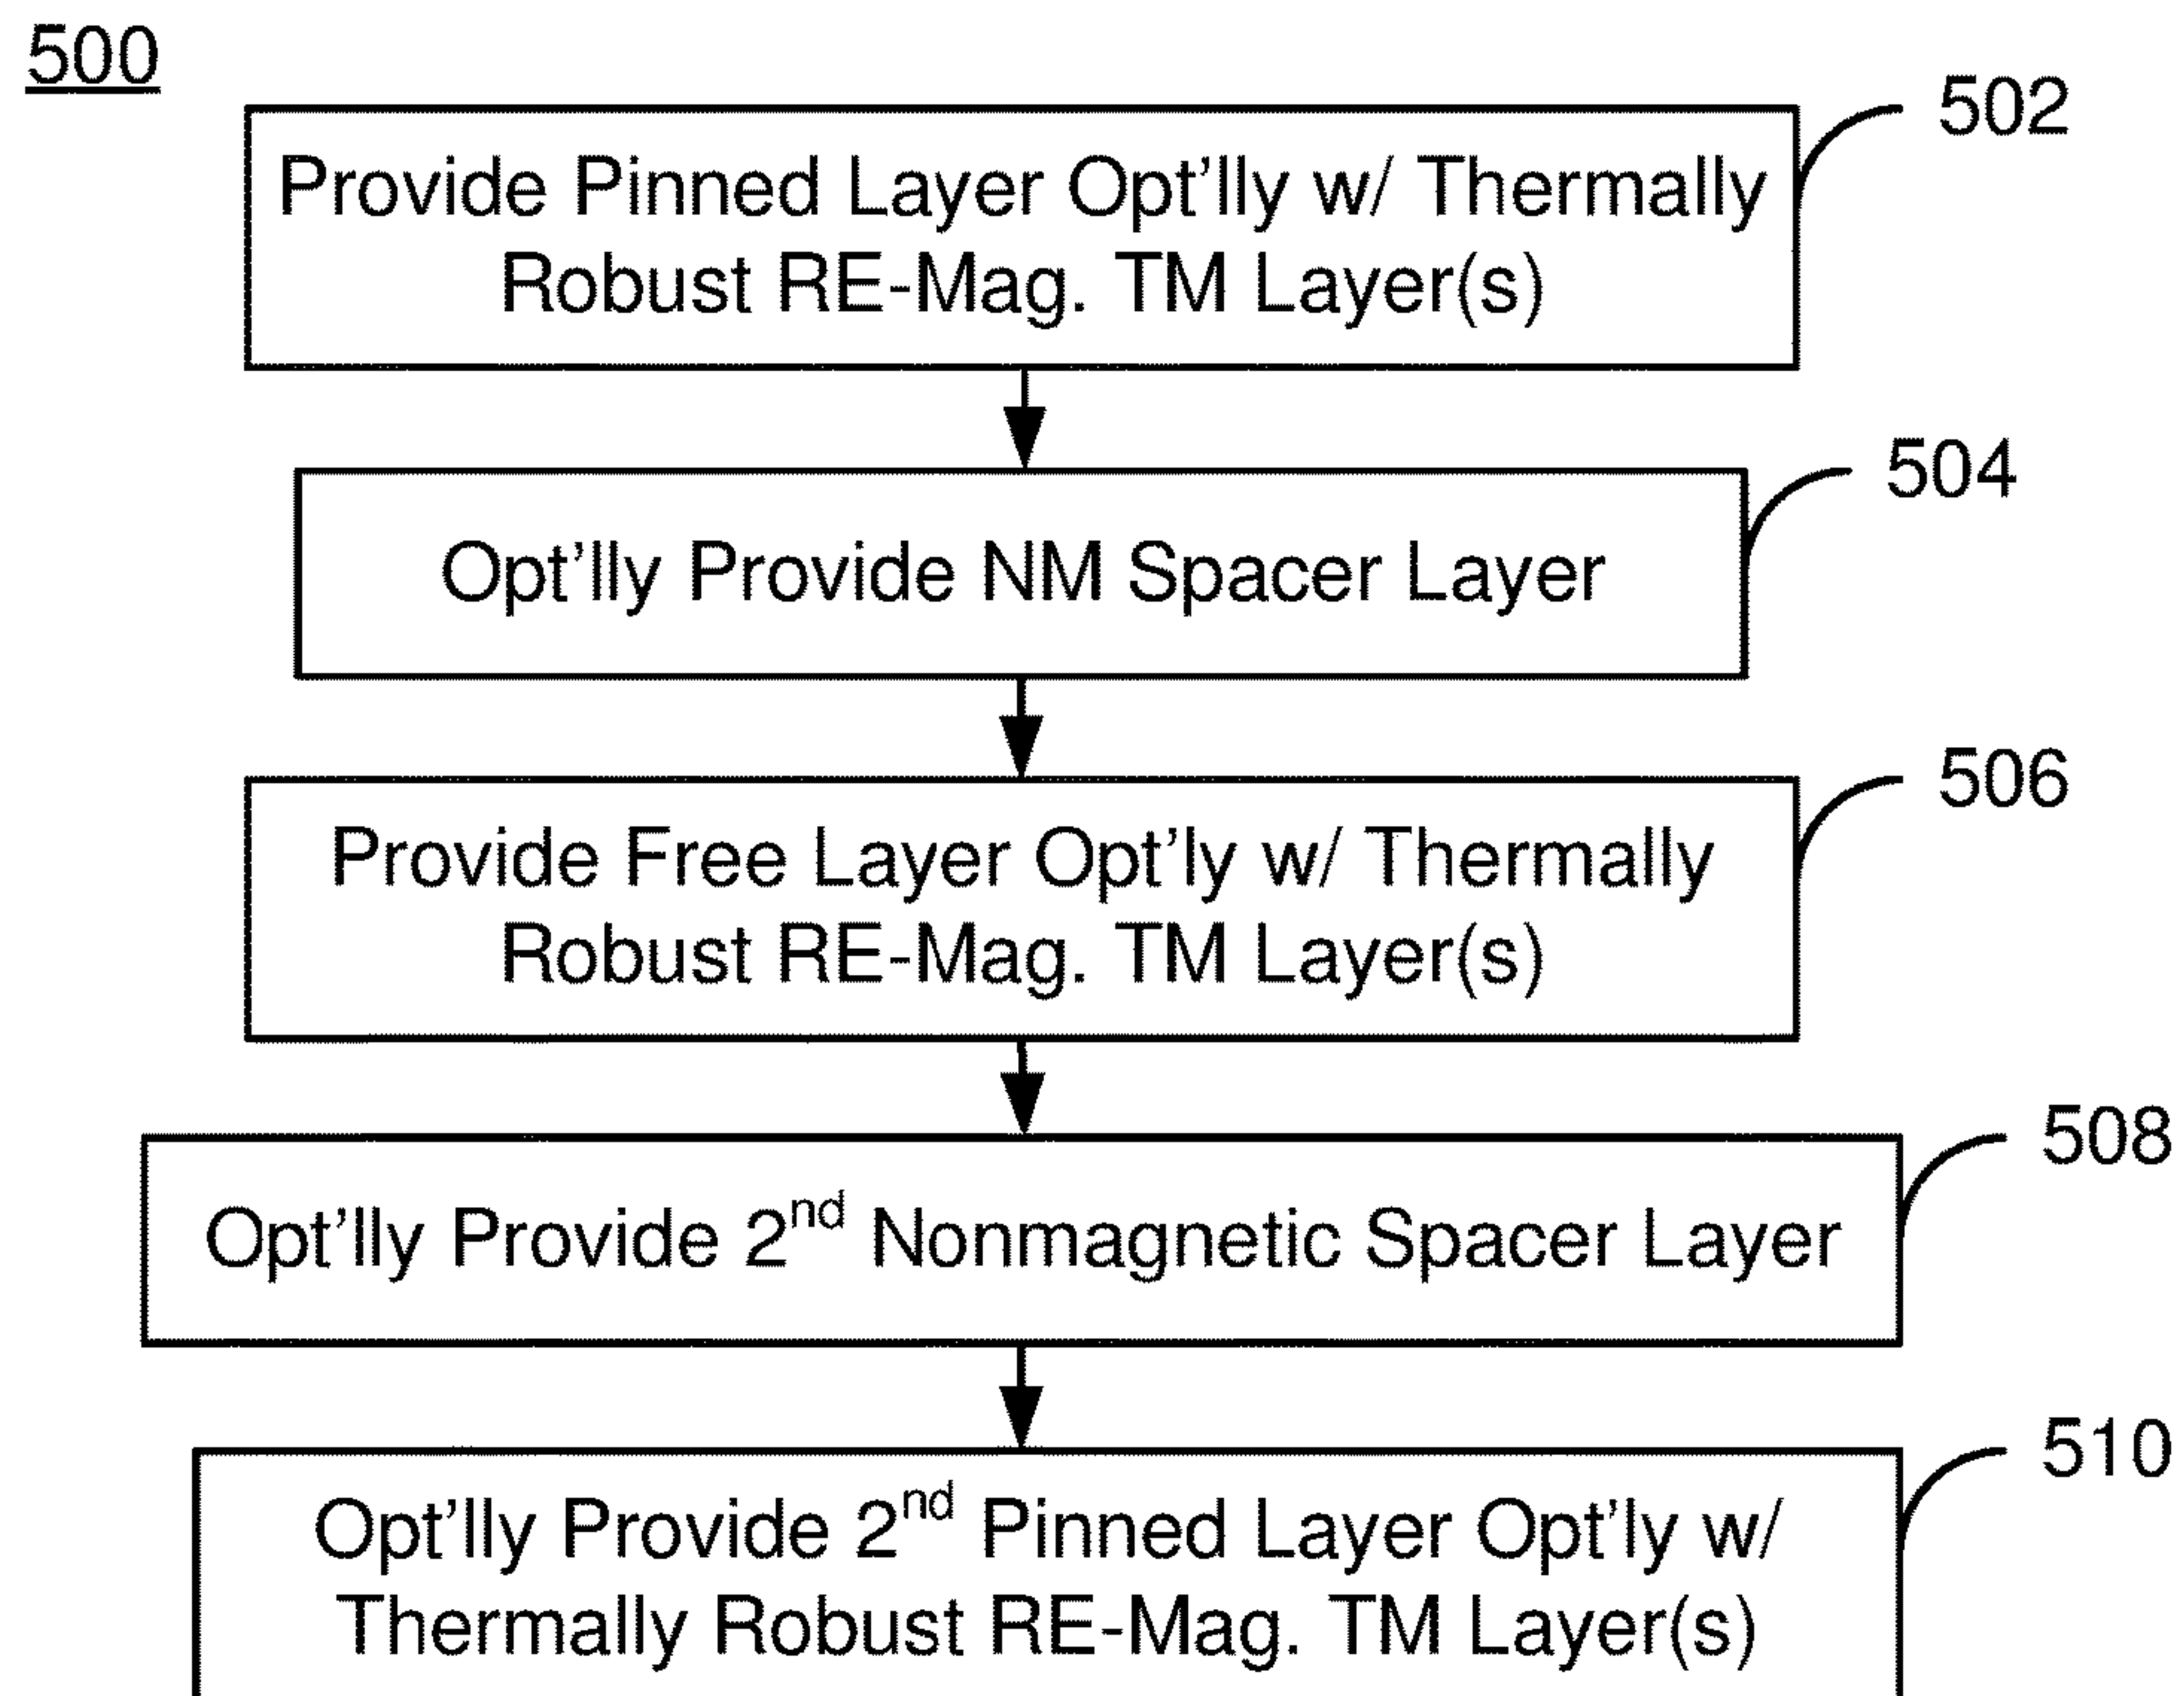 500
502
Provide Pinned Layer Opt'lly w/ Thermally
Robust RE-Mag. TM Layer(s)
504
Opt'lly Provide NM Spacer Layer
506
Provide Free Layer Opt'ly w/ Thermally
Robust RE-Mag. TM Layer(s)
508
Opt'lly Provide 2nd Nonmagnetic Spacer Layer
510
Opt'lly Provide 2nd Pinned Layer Opt'ly w/
Thermally Robust RE-Mag. TM Layer(s)